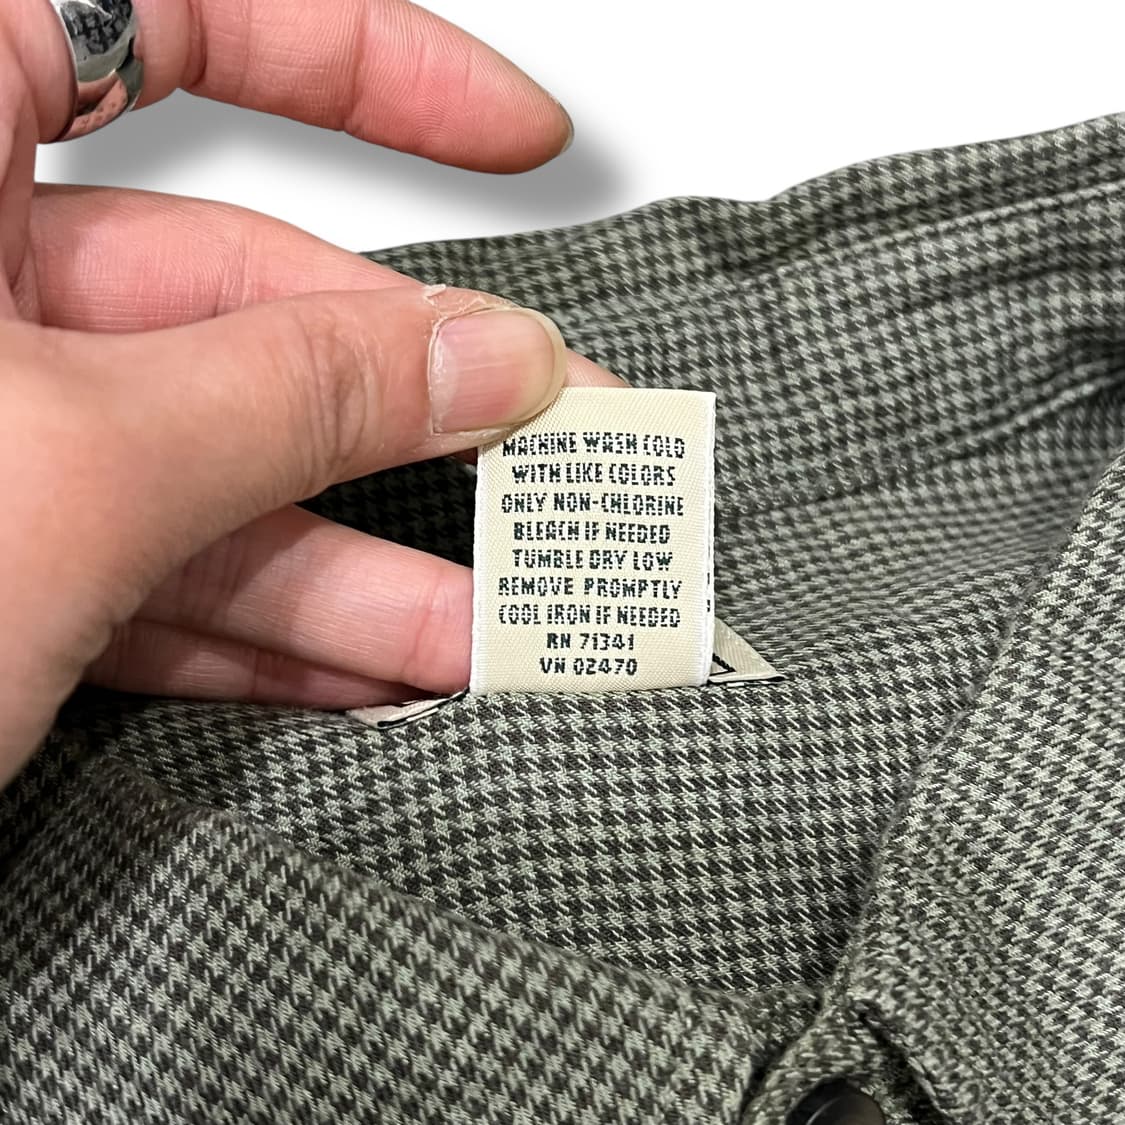 MACHINE WASH COLD
WITH LIKE COLORS
ONLY NON-CHLORINE
BLEACH IF NEEDED
TUMBLE DRY LOW
REMOVE PROMPTLY
COOL IRON IF NEEDED
RN 71341
VN 02470